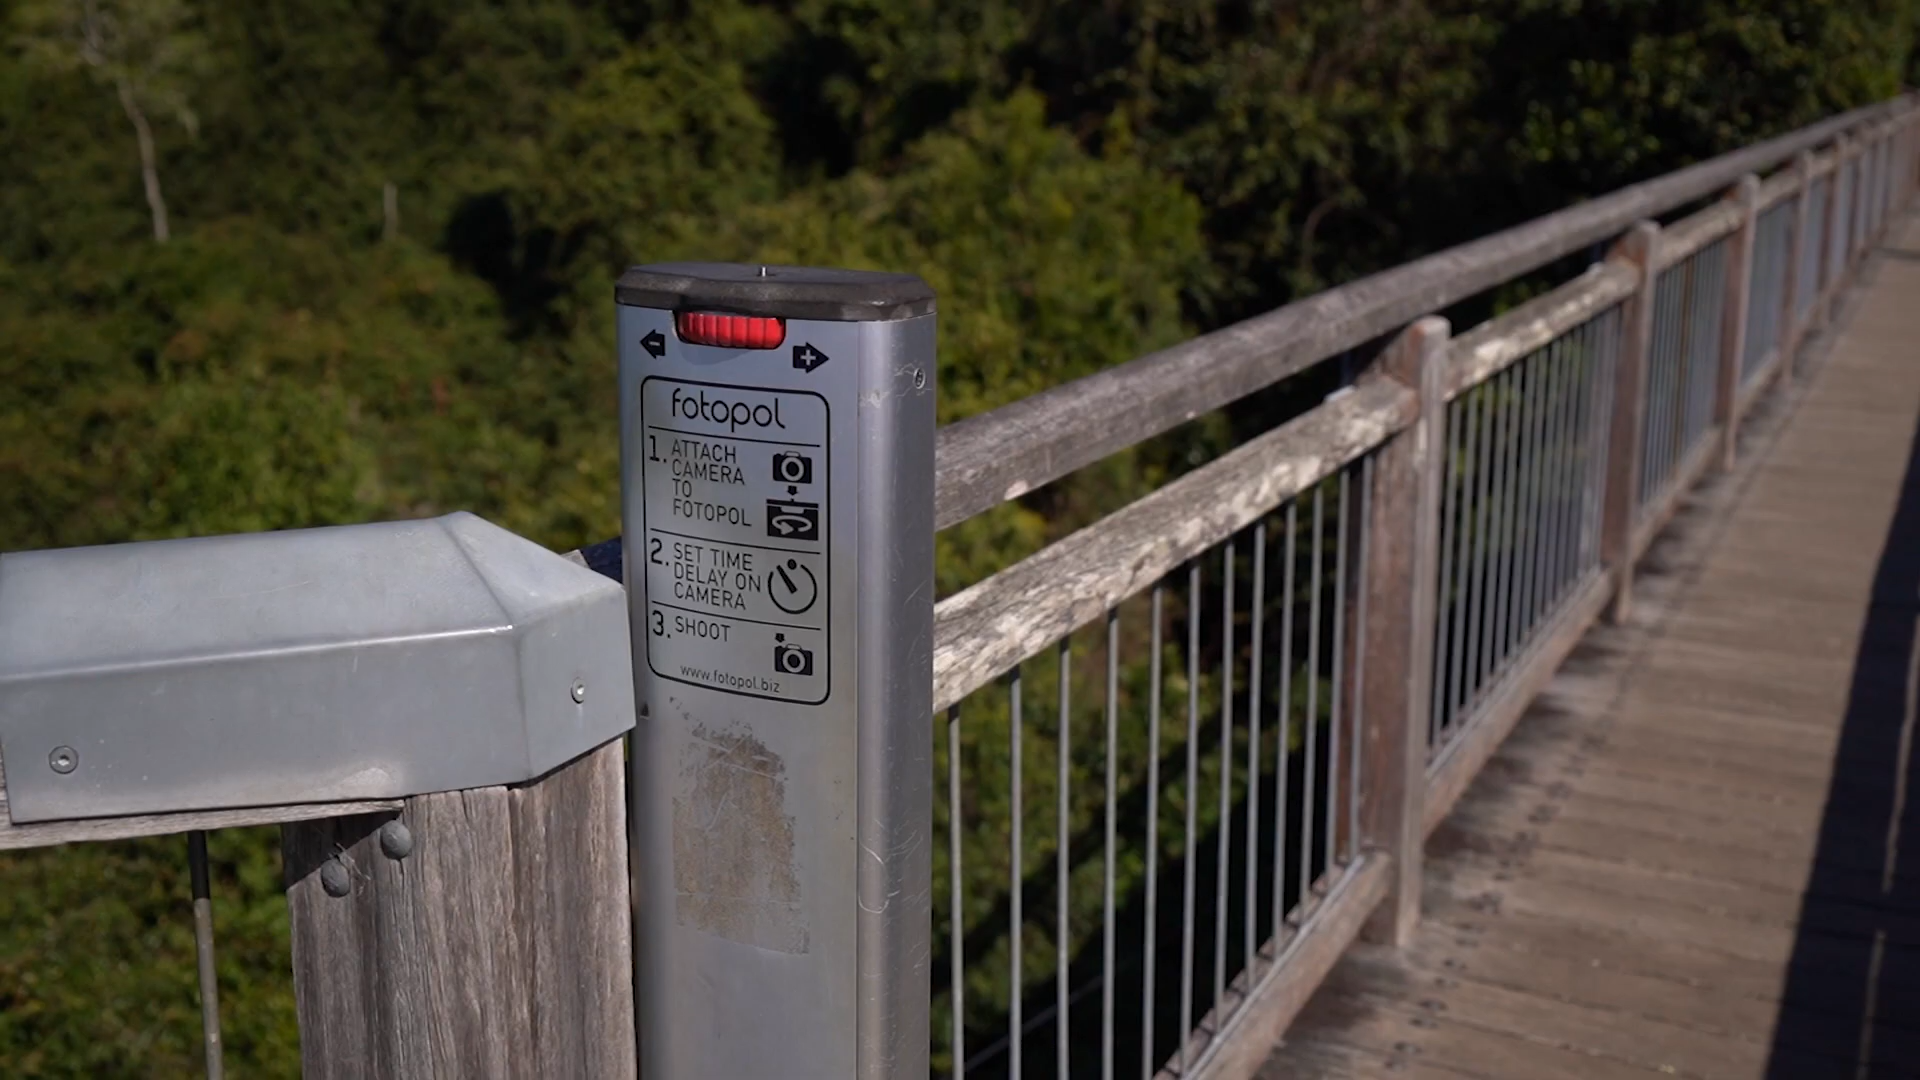 - +
fotopol
1. ATTACH
CAMERA
TO
FOTOPOL
2. SET TIME
DELAY ON
CAMERA
3. SHOOT
www.fotopol.biz